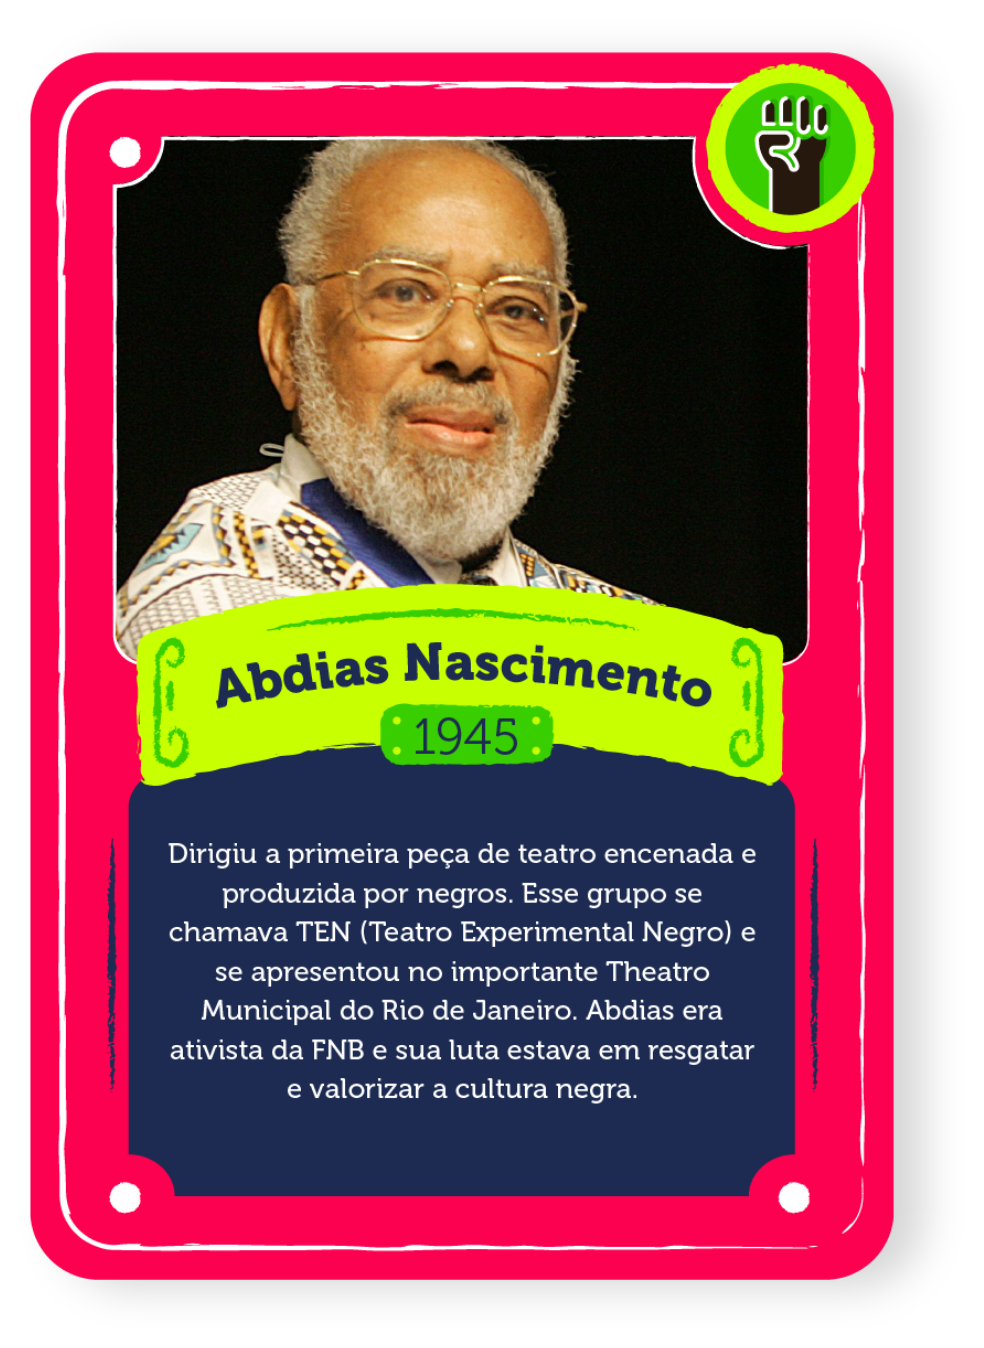 Abdias Nascimento
1945
Dirigiu a primeira peça de teatro encenada e
produzida por negros. Esse grupo se
chamava TEN (Teatro Experimental Negro) e
se apresentou no importante Theatro
Municipal do Rio de Janeiro. Abdias era
ativista da FNB e sua luta estava em resgatar
e valorizar a cultura negra.